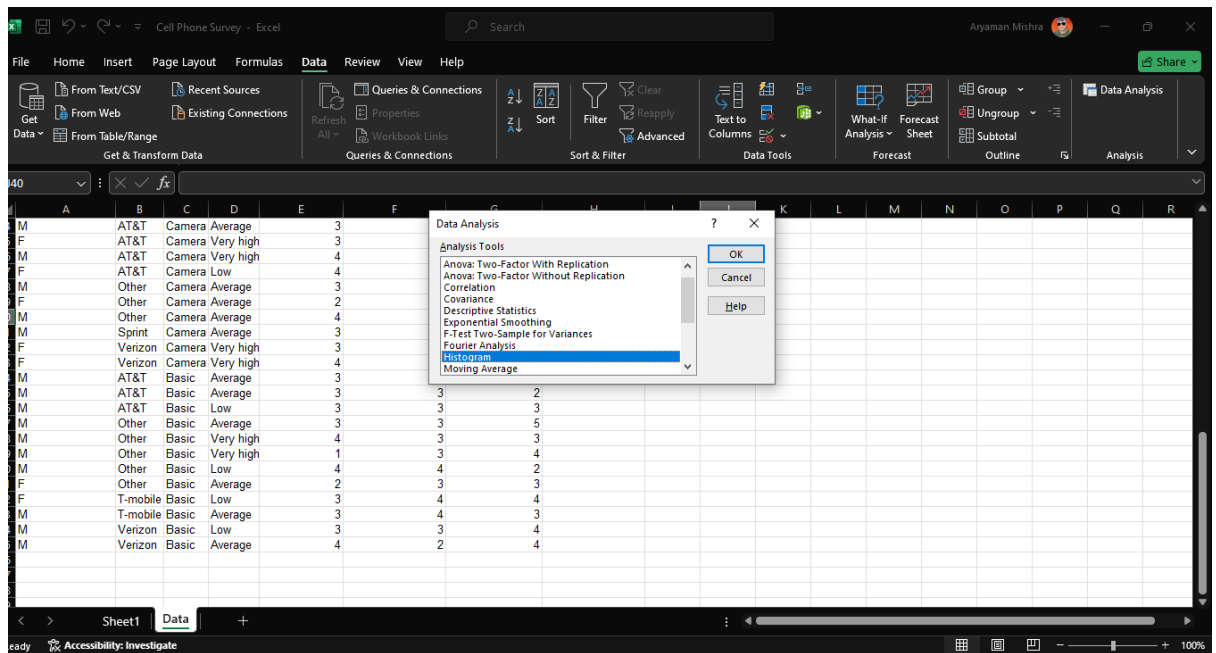 Cell Phone Survey - Excel
Search
Aryaman Mishra
File Home Insert Page Layout Formulas Data Review View Help
Share
Get Data
From Text/CSV
From Web
From Table/Range
Recent Sources
Existing Connections
Get & Transform Data
Refresh All
Queries & Connections
Properties
Workbook Links
Queries & Connections
Sort
Filter
Clear
Reapply
Advanced
Sort & Filter
Text to Columns
Data Tools
What-If Analysis
Forecast Sheet
Forecast
Group
Ungroup
Subtotal
Outline
Data Analysis
Analysis
fx
A B C D E F G H I J K L M N O P Q R
M AT&T Camera Average 3
F AT&T Camera Very high 3
M AT&T Camera Very high 4
F AT&T Camera Low 4
M Other Camera Average 3
F Other Camera Average 2
M Other Camera Average 4
M Sprint Camera Average 3
F Verizon Camera Very high 3
F Verizon Camera Very high 4
M AT&T Basic Average 3
M AT&T Basic Average 3 3 2
M AT&T Basic Low 3 3 3
M Other Basic Average 3 3 5
M Other Basic Very high 4 3 3
M Other Basic Very high 1 3 4
M Other Basic Low 4 4 2
F Other Basic Average 2 3 3
F T-mobile Basic Low 3 4 4
M T-mobile Basic Average 3 4 3
M Verizon Basic Low 3 3 4
M Verizon Basic Average 4 2 4
Data Analysis ?
Analysis Tools
Anova: Two-Factor With Replication
Anova: Two-Factor Without Replication
Correlation
Covariance
Descriptive Statistics
Exponential Smoothing
F-Test Two-Sample for Variances
Fourier Analysis
Histogram
Moving Average
OK
Cancel
Help
Sheet1 Data
Accessibility: Investigate
100%